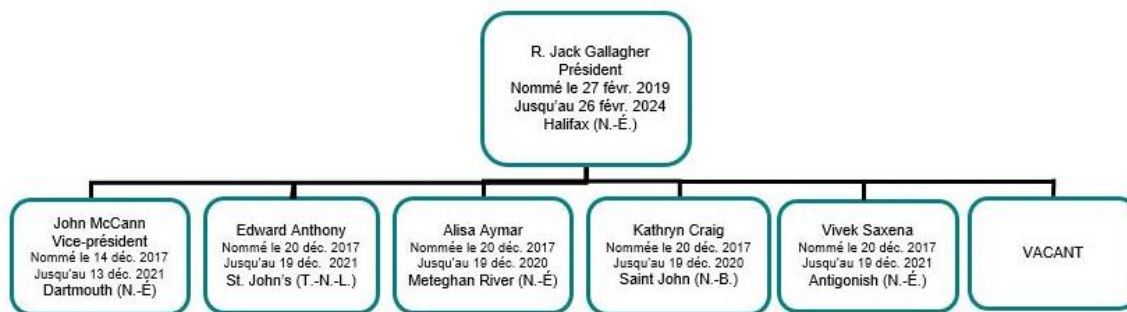 R. Jack Gallagher
Président
Nommé le 27 févr. 2019
Jusqu'au 26 févr. 2024
Halifax (N.-É.)
John McCann
Vice-président
Nommé le 14 déc. 2017
Jusqu'au 13 déc. 2021
Dartmouth (N.-É)
Edward Anthony
Nommé le 20 déc. 2017
Jusqu'au 19 déc. 2021
St. John's (T.-N.-L.)
Alisa Aymar
Nommée le 20 déc. 2017
Jusqu'au 19 déc. 2020
Meteghan River (N.-É)
Kathryn Craig
Nommée le 20 déc. 2017
Jusqu'au 19 déc. 2020
Saint John (N.-B.)
Vivek Saxena
Nommé le 20 déc. 2017
Jusqu'au 19 déc. 2021
Antigonish (N.-É.)
VACANT